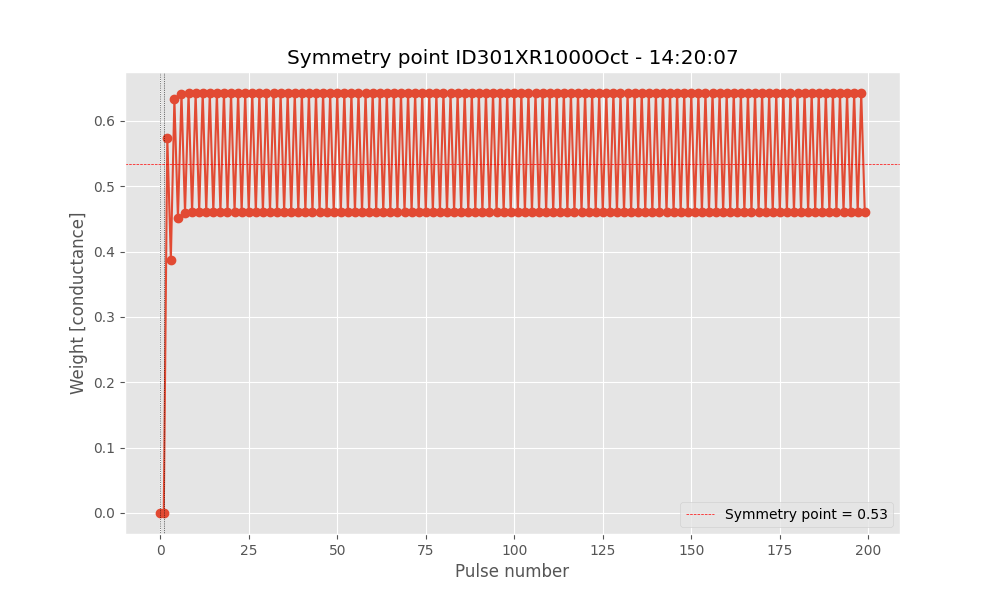 Symmetry point ID301XR1000Oct - 14:20:07
Weight [conductance]
0.6
0.5
0.4
0.3
0.2
0.1
0.0
Symmetry point = 0.53
0 25 50 75 100 125 150 175 200
Pulse number